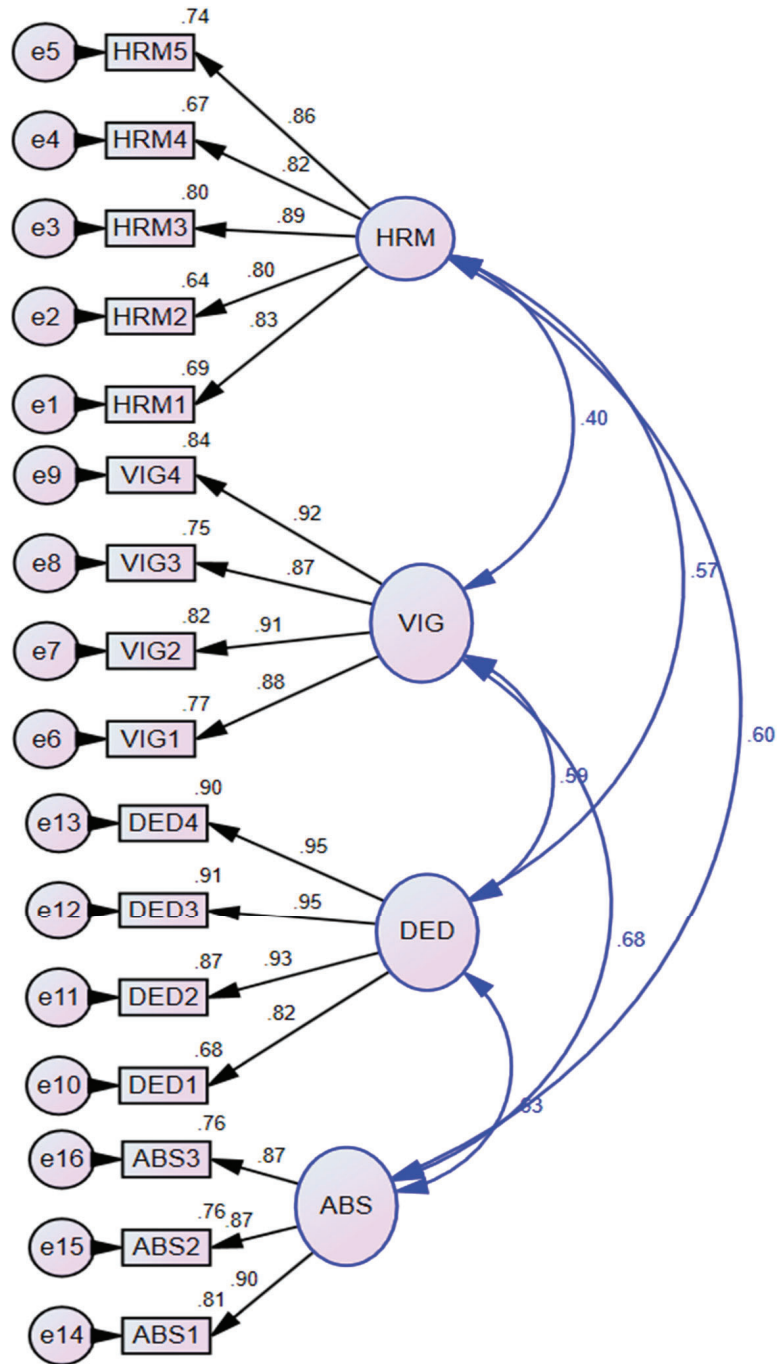 .74
e5 HRM5
.86
.67
e4 HRM4
.82
.80
e3 HRM3
.89
HRM
.64
.80
e2 HRM2
.83
.69
e1 HRM1
.40
.84
e9 VIG4
.92
.75
e8 VIG3
.87
.57
.82
.91
VIG
e7 VIG2
.88
.77
e6 VIG1
.60
.59
.90
e13 DED4
.95
.91
e12 DED3
.95
DED
.68
.87
.93
e11 DED2
.82
.68
e10 DED1
.63
.76
e16 ABS3
.87
ABS
.76
.87
e15 ABS2
.90
.81
e14 ABS1